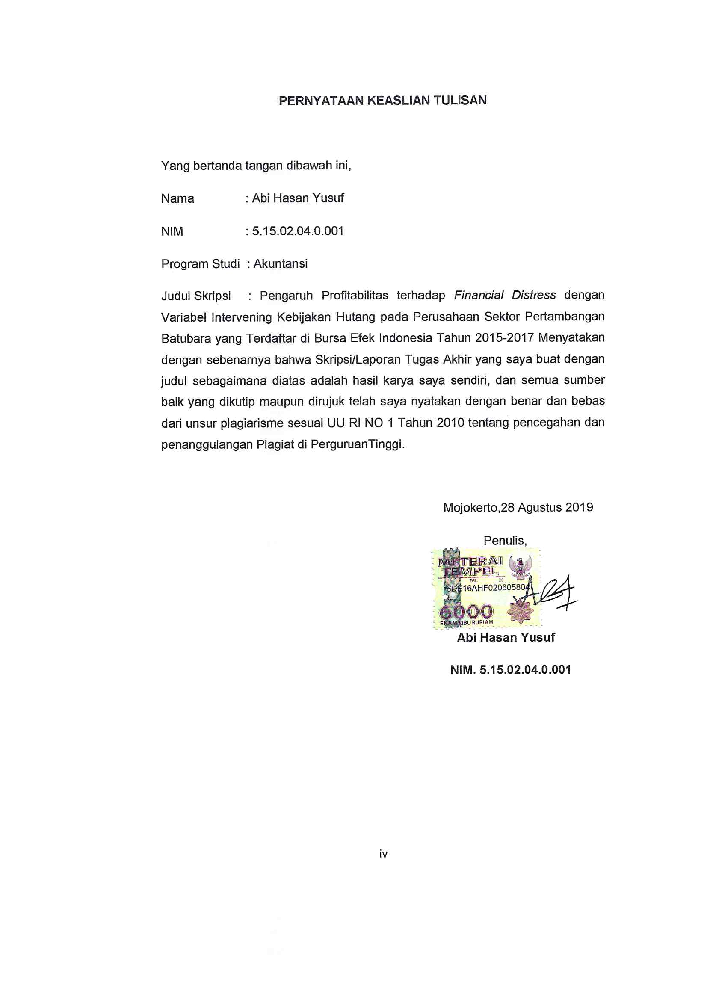 PERNYATAAN KEASLIAN TULISAN
Yang bertanda tangan dibawah ini,
Nama : Abi Hasan Yusuf
NIM : 5.15.02.04.0.001
Program Studi : Akuntansi
Judul Skripsi : Pengaruh Profitabilitas terhadap Financial Distress dengan
Variabel Intervening Kebijakan Hutang pada Perusahaan Sektor Pertambangan
Batubara yang Terdaftar di Bursa Efek Indonesia Tahun 2015-2017 Menyatakan
dengan sebenarnya bahwa Skripsi/Laporan Tugas Akhir yang saya buat dengan
judul sebagaimana diatas adalah hasil karya saya sendiri, dan semua sumber
baik yang dikutip maupun dirujuk telah saya nyatakan dengan benar dan bebas
dari unsur plagiarisme sesuai UU RI NO 1 Tahun 2010 tentang pencegahan dan
penanggulangan Plagiat di PerguruanTinggi.
Mojokerto,28 Agustus 2019
Penulis,
METERAI
TEMPEL
TGL. 20
6DE16AHF020605804
6000
ENAM RIBU RUPIAH
Abi Hasan Yusuf
NIM. 5.15.02.04.0.001
iv